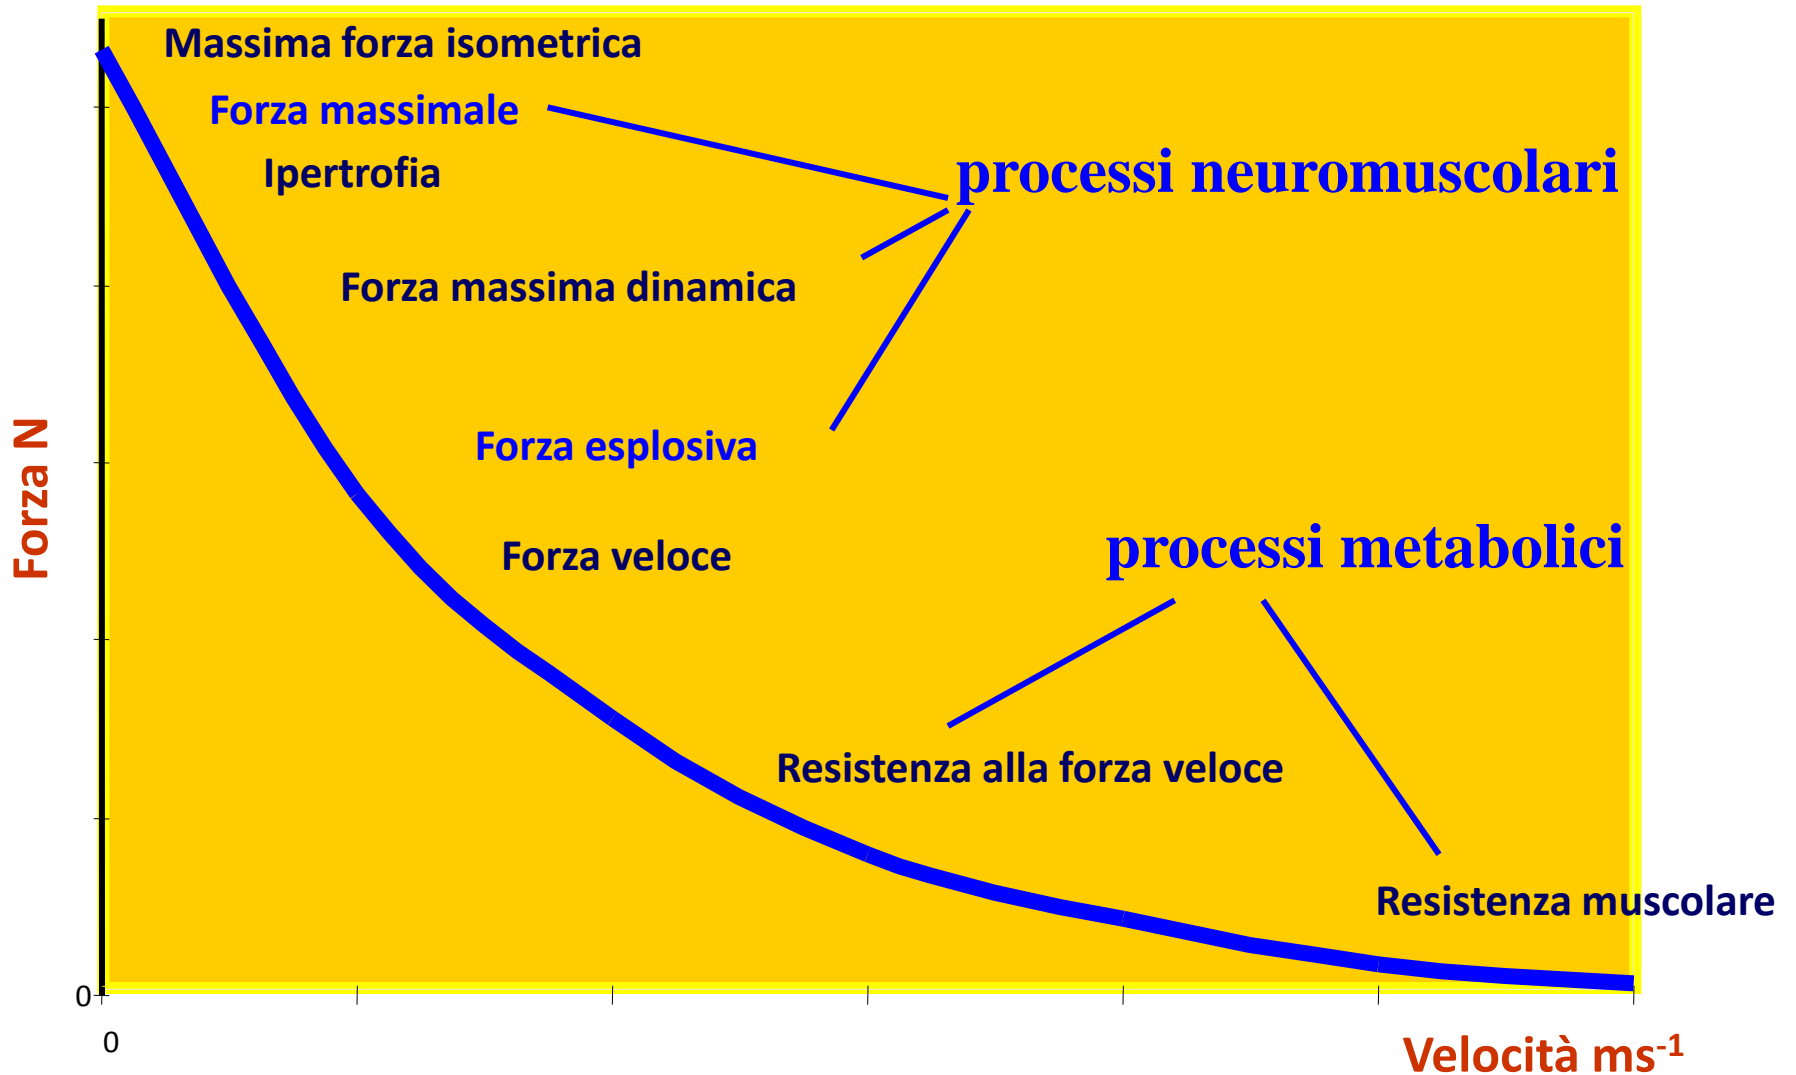 Massima forza isometrica
Forza massimale
Ipertrofia
processi neuromuscolari
Forza massima dinamica
Forza esplosiva
Forza N
Forza veloce
processi metabolici
Resistenza alla forza veloce
Resistenza muscolare
0
0
Velocità ms⁻¹